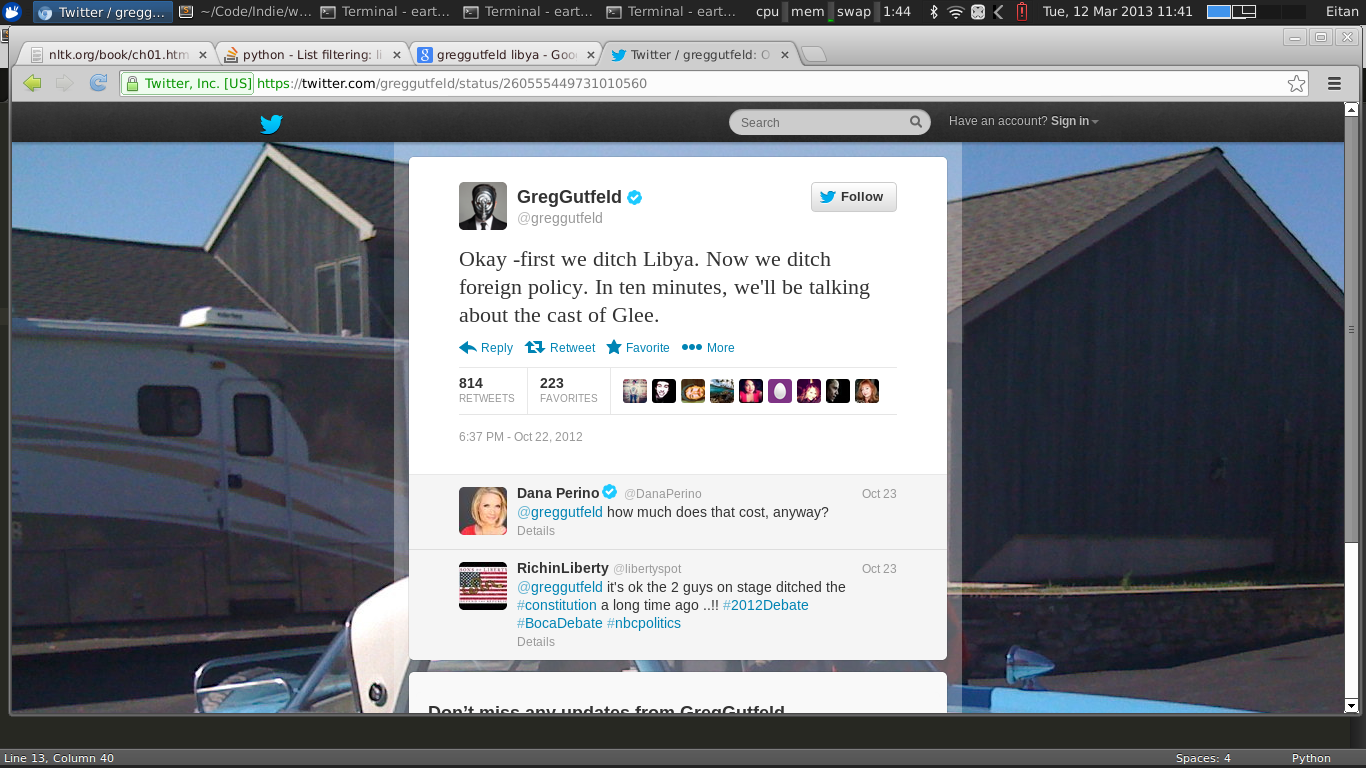 Twitter / gregg... ~/Code/Indie/w... Terminal - eart... Terminal - eart... Terminal - eart... cpu mem swap 1:44 Tue, 12 Mar 2013 11:41 Eitan
nltk.org/book/ch01.htm python - List filtering: li greggutfeld libya - Goo Twitter / greggutfeld: O
Twitter, Inc. [US] https://twitter.com/greggutfeld/status/260555449731010560
Search Have an account? Sign in
GregGutfeld Follow
@greggutfeld
Okay -first we ditch Libya. Now we ditch
foreign policy. In ten minutes, we'll be talking
about the cast of Glee.
Reply Retweet Favorite More
814 223
RETWEETS FAVORITES
6:37 PM - Oct 22, 2012
Dana Perino @DanaPerino Oct 23
@greggutfeld how much does that cost, anyway?
Details
RichinLiberty @libertyspot Oct 23
@greggutfeld it's ok the 2 guys on stage ditched the
#constitution a long time ago ..!! #2012Debate
#BocaDebate #nbcpolitics
Details
Don't miss any updates from GregGutfeld
Line 13, Column 40 Spaces: 4 Python